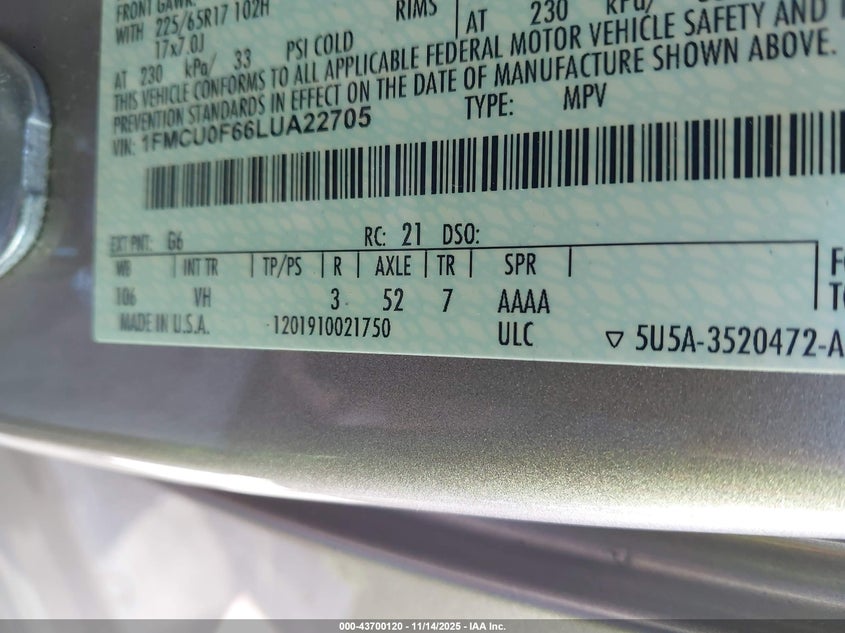 FRONT GAWR:
WITH 225/65R17 102H
17x7.0J RIMS
AT 230 kPa/ 33 PSI COLD
AT 230 kPa/
THIS VEHICLE CONFORMS TO ALL APPLICABLE FEDERAL MOTOR VEHICLE SAFETY AND
PREVENTION STANDARDS IN EFFECT ON THE DATE OF MANUFACTURE SHOWN ABOVE.
VIN: 1FMCU0F66LUA22705 TYPE: MPV
EXT PNT: G6 RC: 21 DSO:
WB INT TR TP/PS R AXLE TR SPR
106 VH 3 52 7 AAAA
MADE IN U.S.A. 1201910021750 ULC ▽ 5U5A-3520472-A
000-43700120 - 11/14/2025 - IAA Inc.